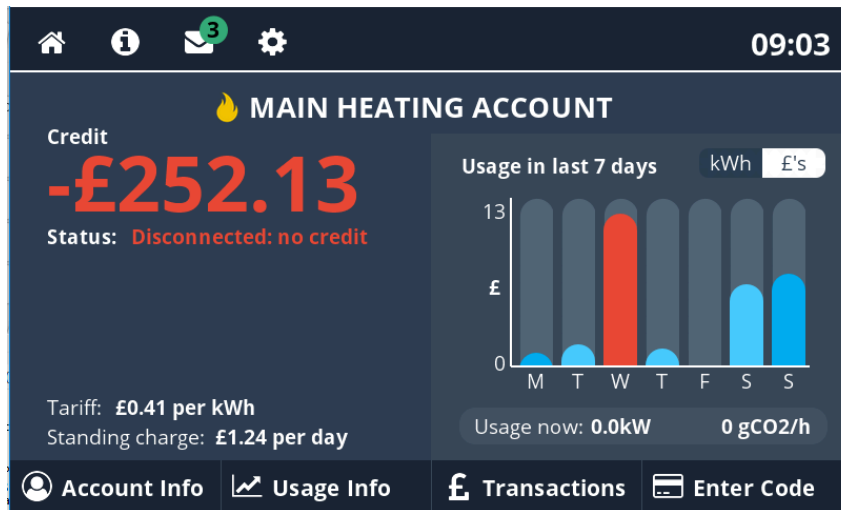 3
09:03
MAIN HEATING ACCOUNT
Credit
-£252.13
Status: Disconnected: no credit
Tariff: £0.41 per kWh
Standing charge: £1.24 per day
Usage in last 7 days
kWh £'s
13
£
0
M T W T F S S
Usage now: 0.0kW 0 gCO2/h
Account Info Usage Info £ Transactions Enter Code